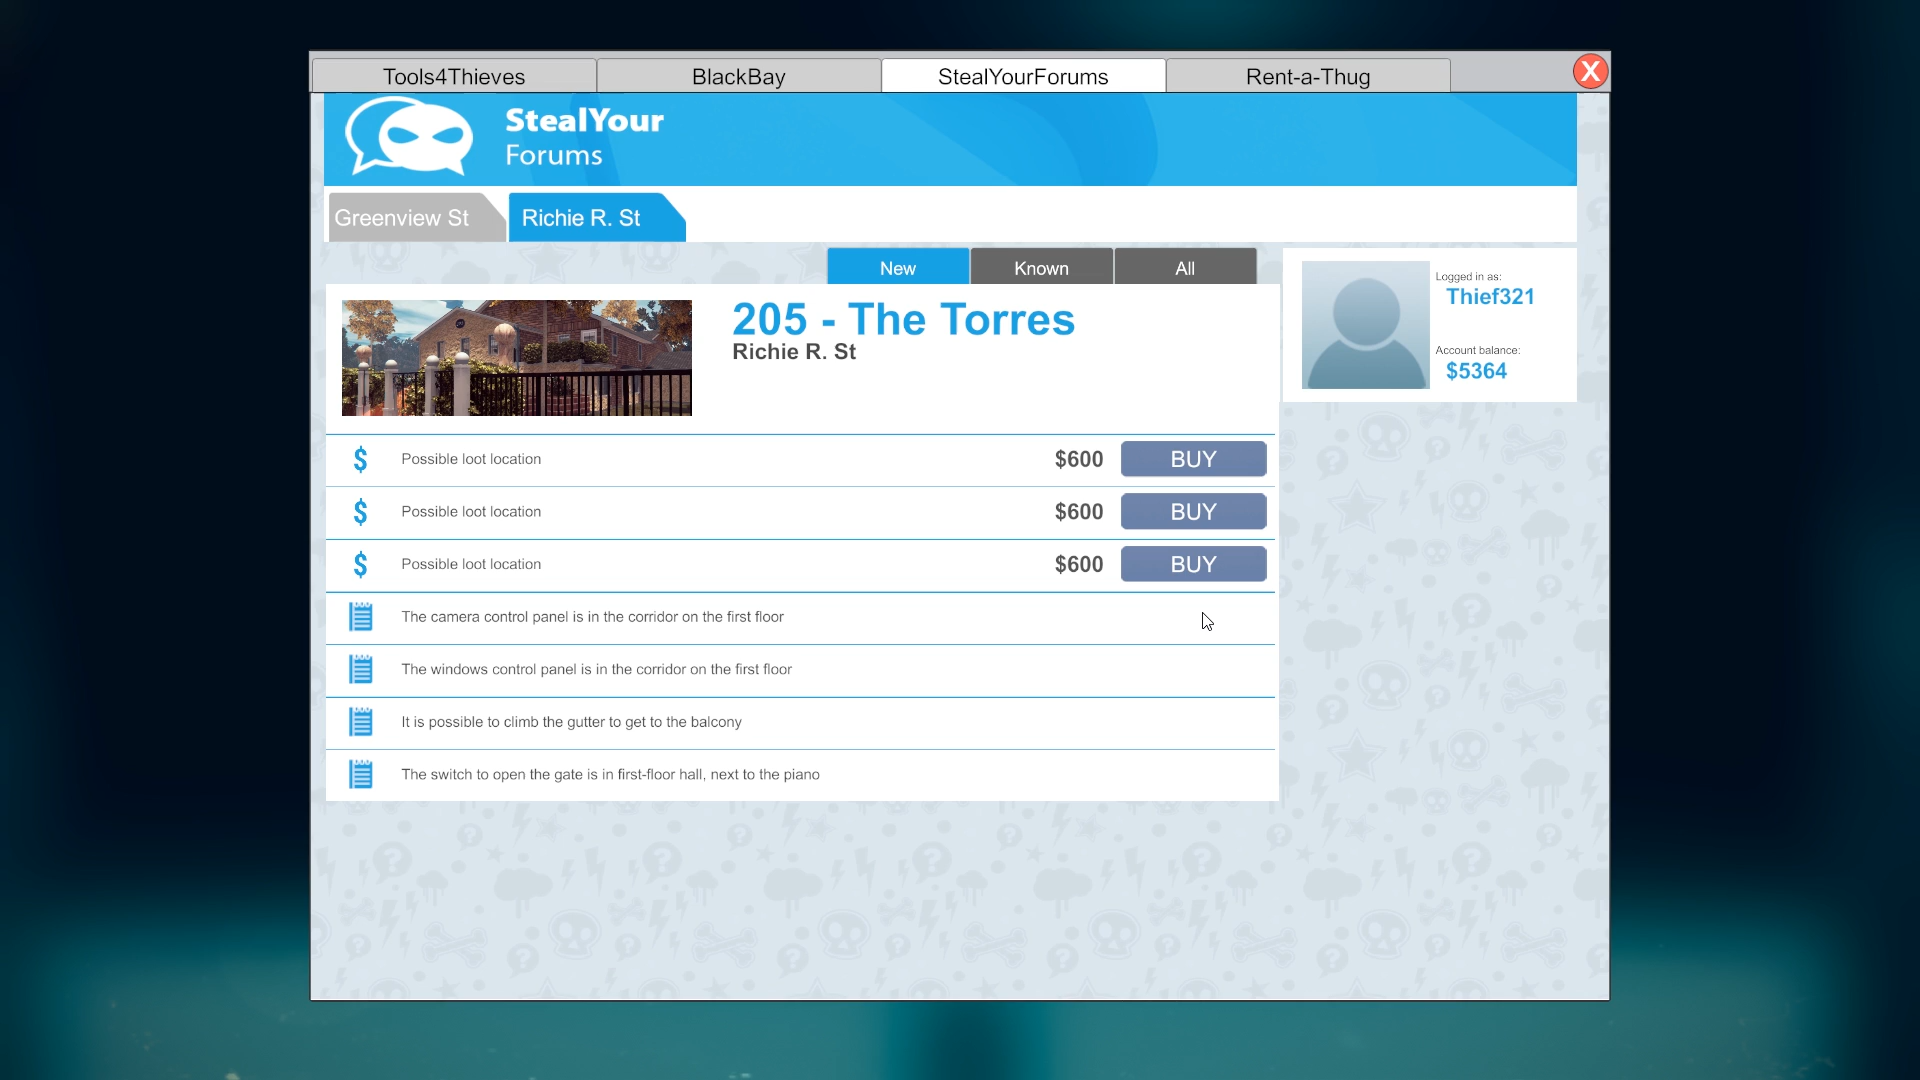 Tools4Thieves
BlackBay
StealYourForums
Rent-a-Thug
X
StealYour
Forums
Greenview St
Richie R. St
New
Known
All
205 - The Torres
Richie R. St
Logged in as:
Thief321
Account balance:
$5364
$ Possible loot location $600 BUY
$ Possible loot location $600 BUY
$ Possible loot location $600 BUY
The camera control panel is in the corridor on the first floor
The windows control panel is in the corridor on the first floor
It is possible to climb the gutter to get to the balcony
The switch to open the gate is in first-floor hall, next to the piano